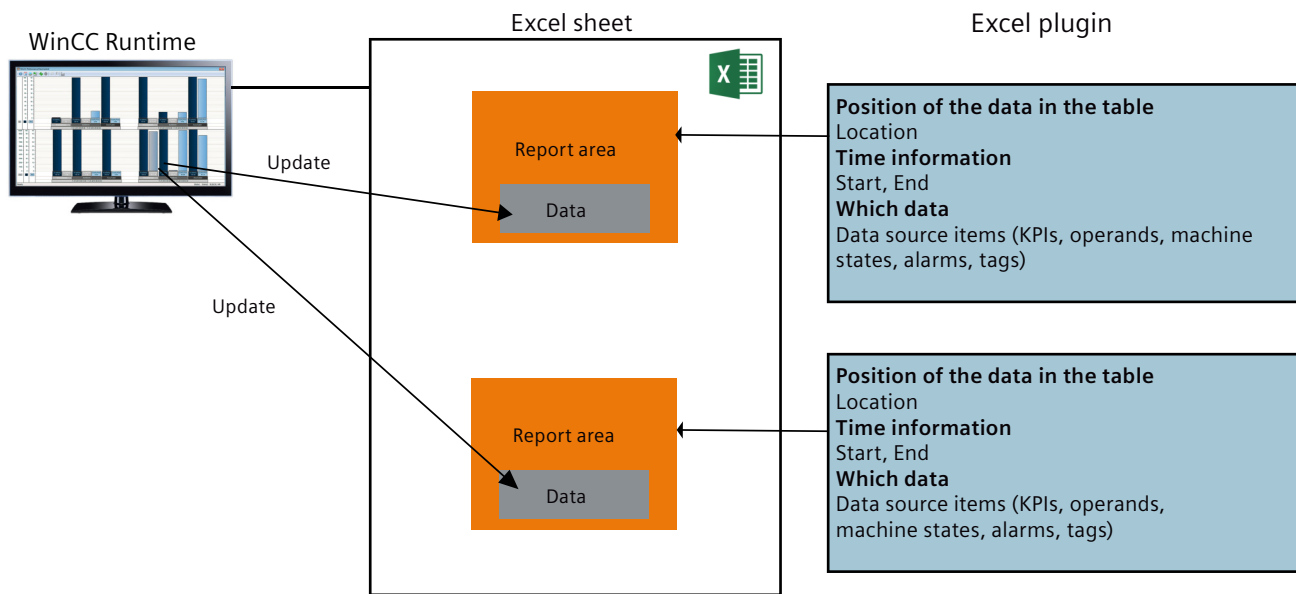 Excel sheet
Excel plugin
WinCC Runtime
X
Position of the data in the table
Location
Time information
Start, End
Which data
Data source items (KPIs, operands, machine
states, alarms, tags)
Report area
Update
Data
Update
Position of the data in the table
Location
Time information
Start, End
Which data
Data source items (KPIs, operands,
machine states, alarms, tags)
Report area
Data